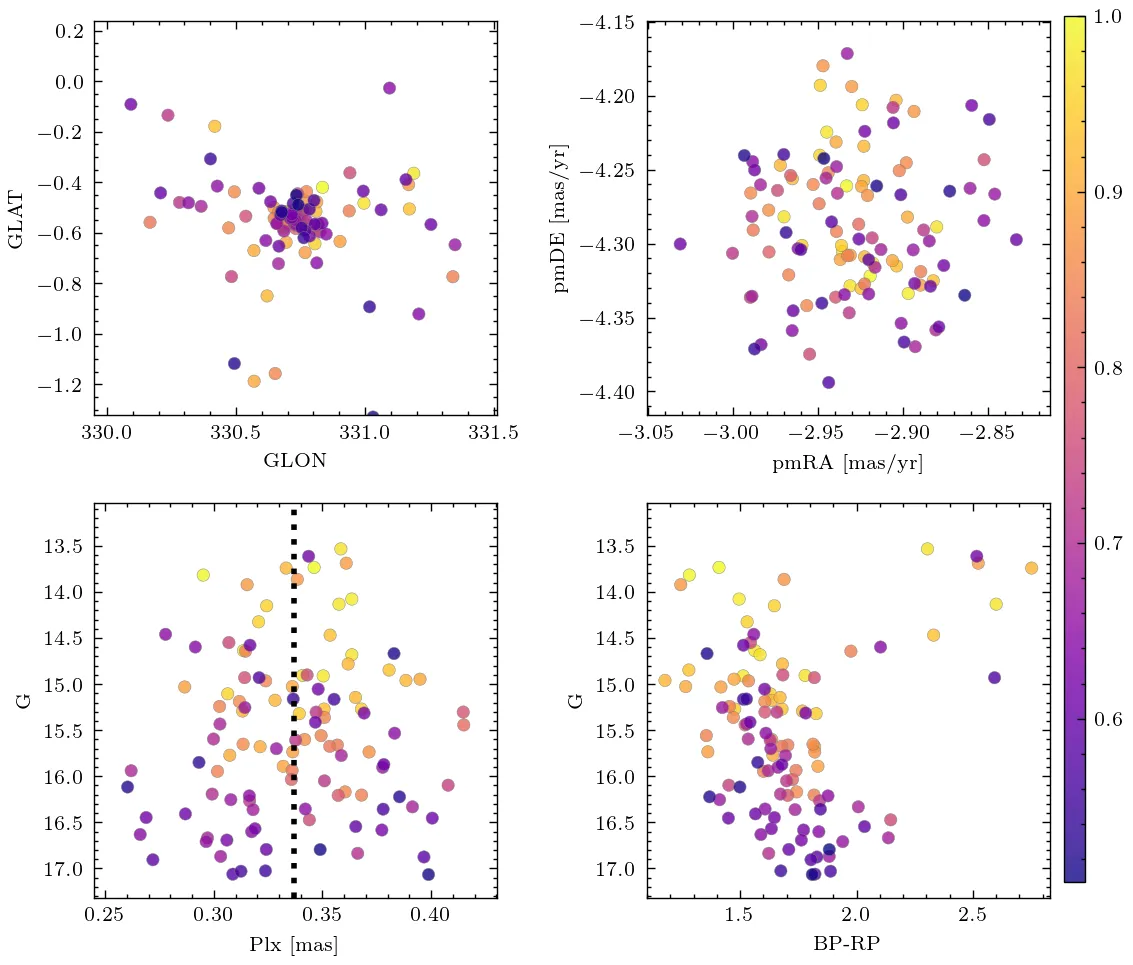 0.2
0.0
−0.2
−0.4
−0.6
−0.8
−1.0
−1.2
GLAT
330.0 330.5 331.0 331.5
GLON
−4.15
−4.20
−4.25
−4.30
−4.35
−4.40
pmDE [mas/yr]
−3.05 −3.00 −2.95 −2.90 −2.85
pmRA [mas/yr]
13.5
14.0
14.5
15.0
15.5
16.0
16.5
17.0
G
0.25 0.30 0.35 0.40
Plx [mas]
13.5
14.0
14.5
15.0
15.5
16.0
16.5
17.0
G
1.5 2.0 2.5
BP-RP
1.0
0.9
0.8
0.7
0.6